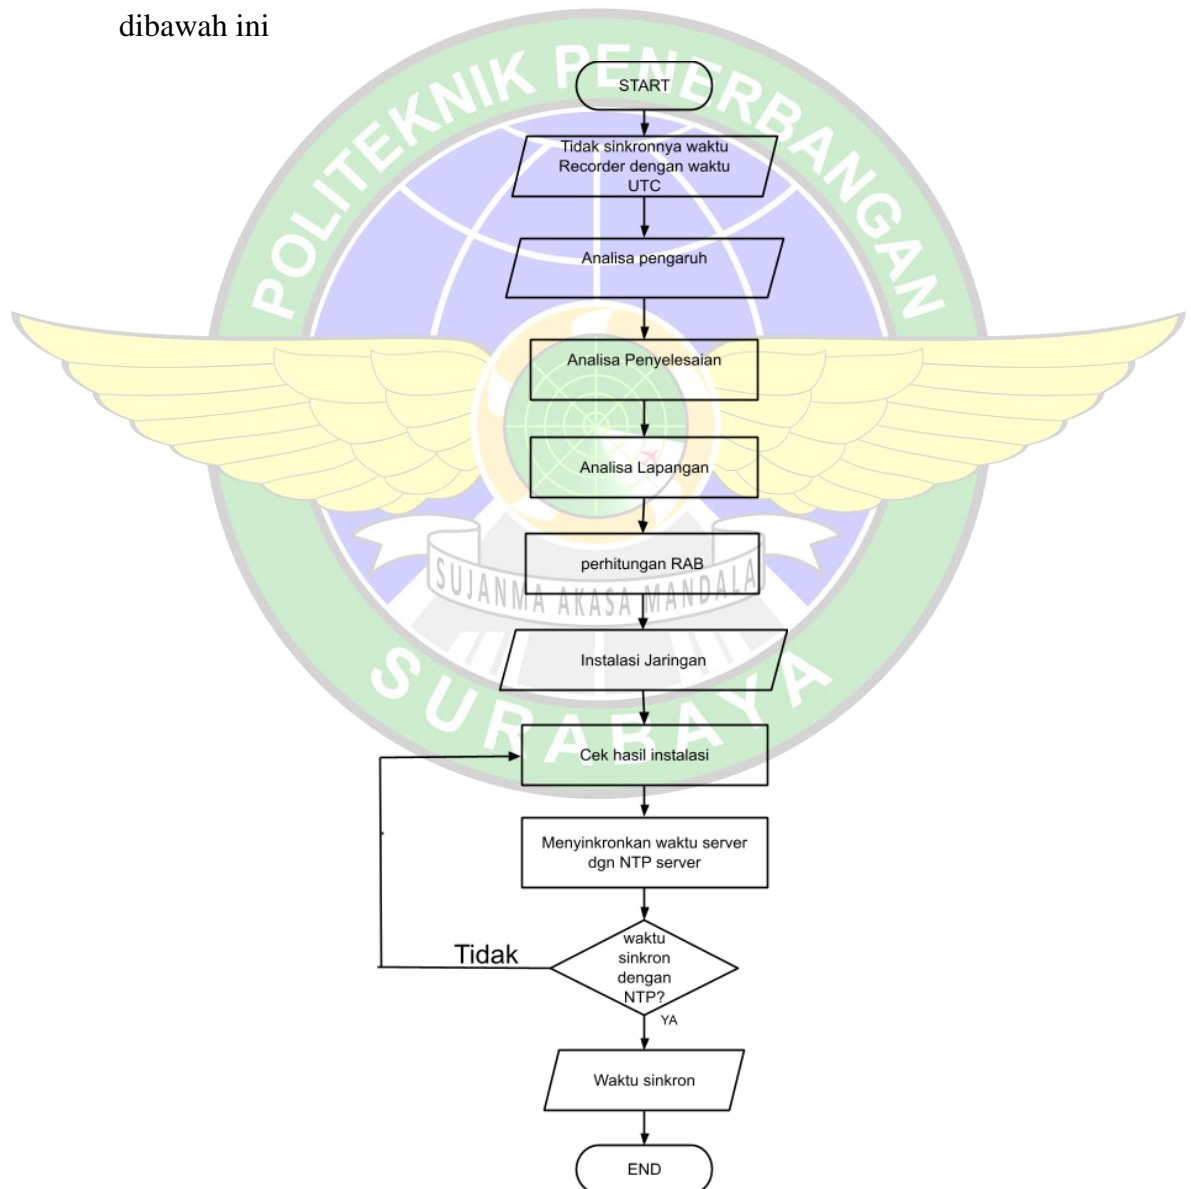 dibawah ini
POLITEKNIK PENERBANGAN
START
Tidak sinkronnya waktu
Recorder dengan waktu
UTC
Analisa pengaruh
Analisa Penyelesaian
Analisa Lapangan
perhitungan RAB
SUJANMA AKASA MANDALA
Instalasi Jaringan
SURABAYA
Cek hasil instalasi
Menyinkronkan waktu server
dgn NTP server
waktu
sinkron
dengan
NTP?
Tidak
YA
Waktu sinkron
END